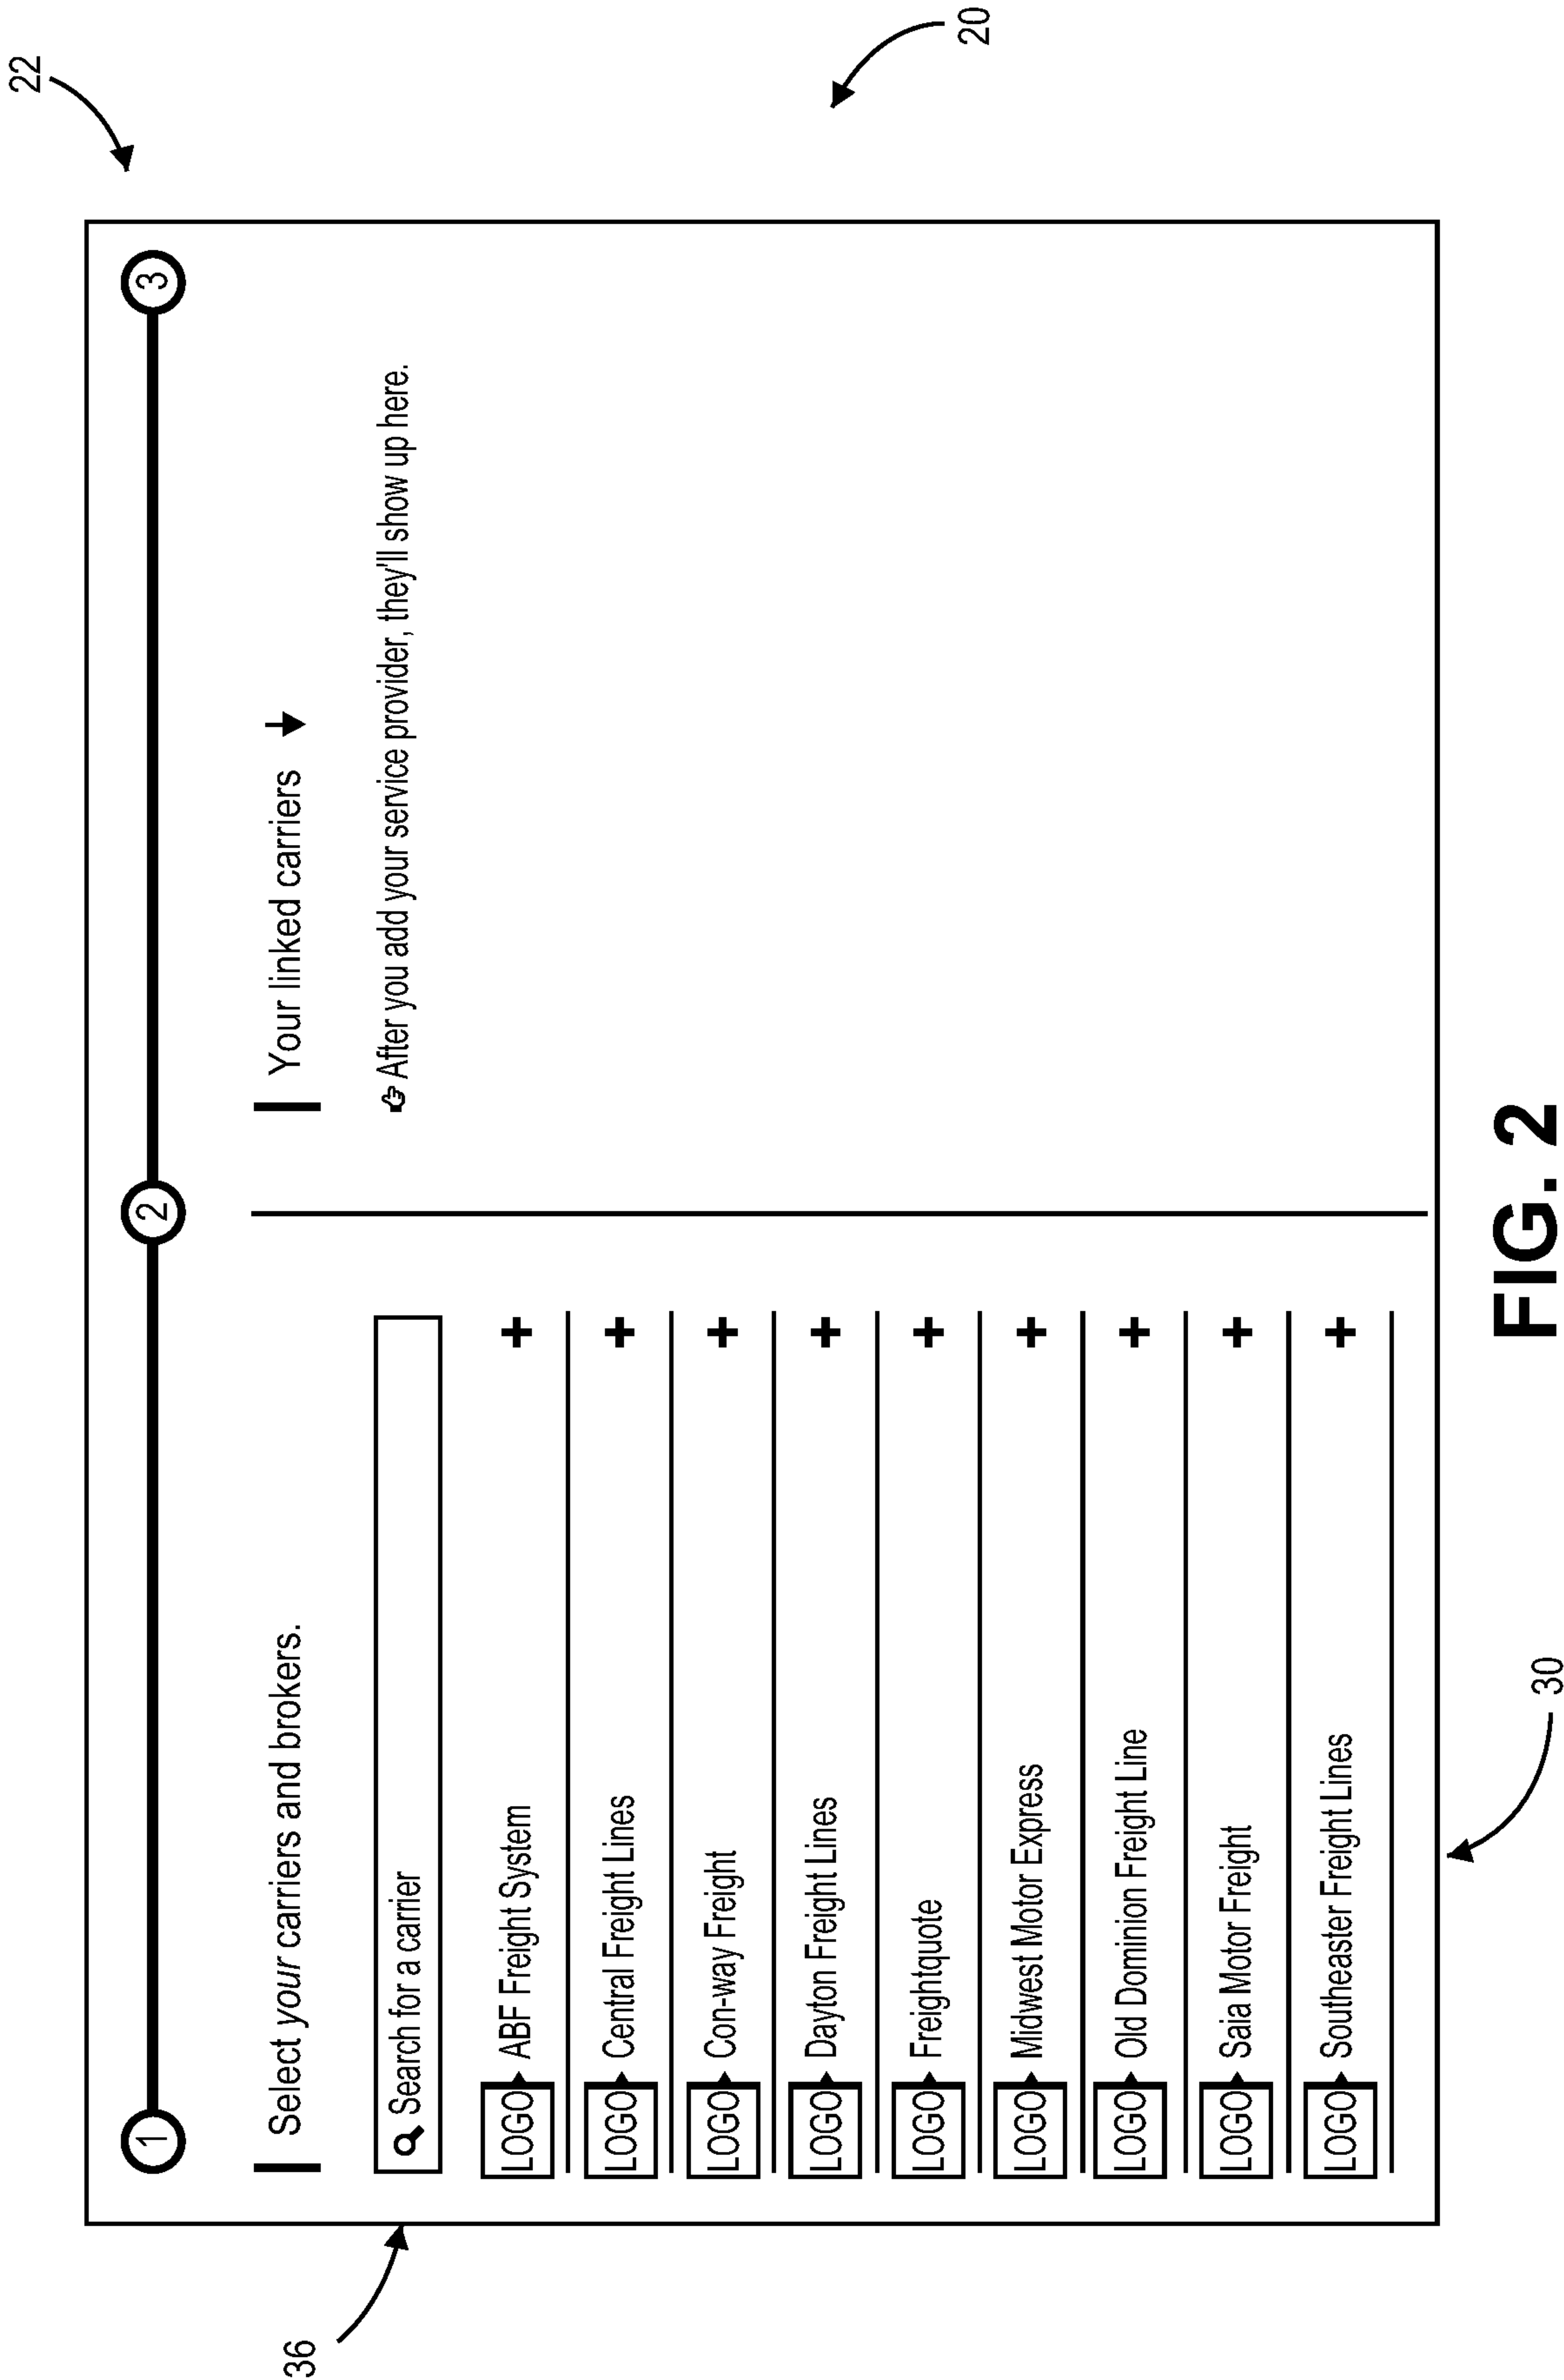 22
1
2
3
Select your carriers and brokers.
Your linked carriers
Search for a carrier
After you add your service provider, they'll show up here.
LOGO ABF Freight System +
LOGO Central Freight Lines +
LOGO Con-way Freight +
LOGO Dayton Freight Lines +
LOGO Freightquote +
LOGO Midwest Motor Express +
LOGO Old Dominion Freight Line +
LOGO Saia Motor Freight +
LOGO Southeaster Freight Lines +
36
20
30
FIG. 2